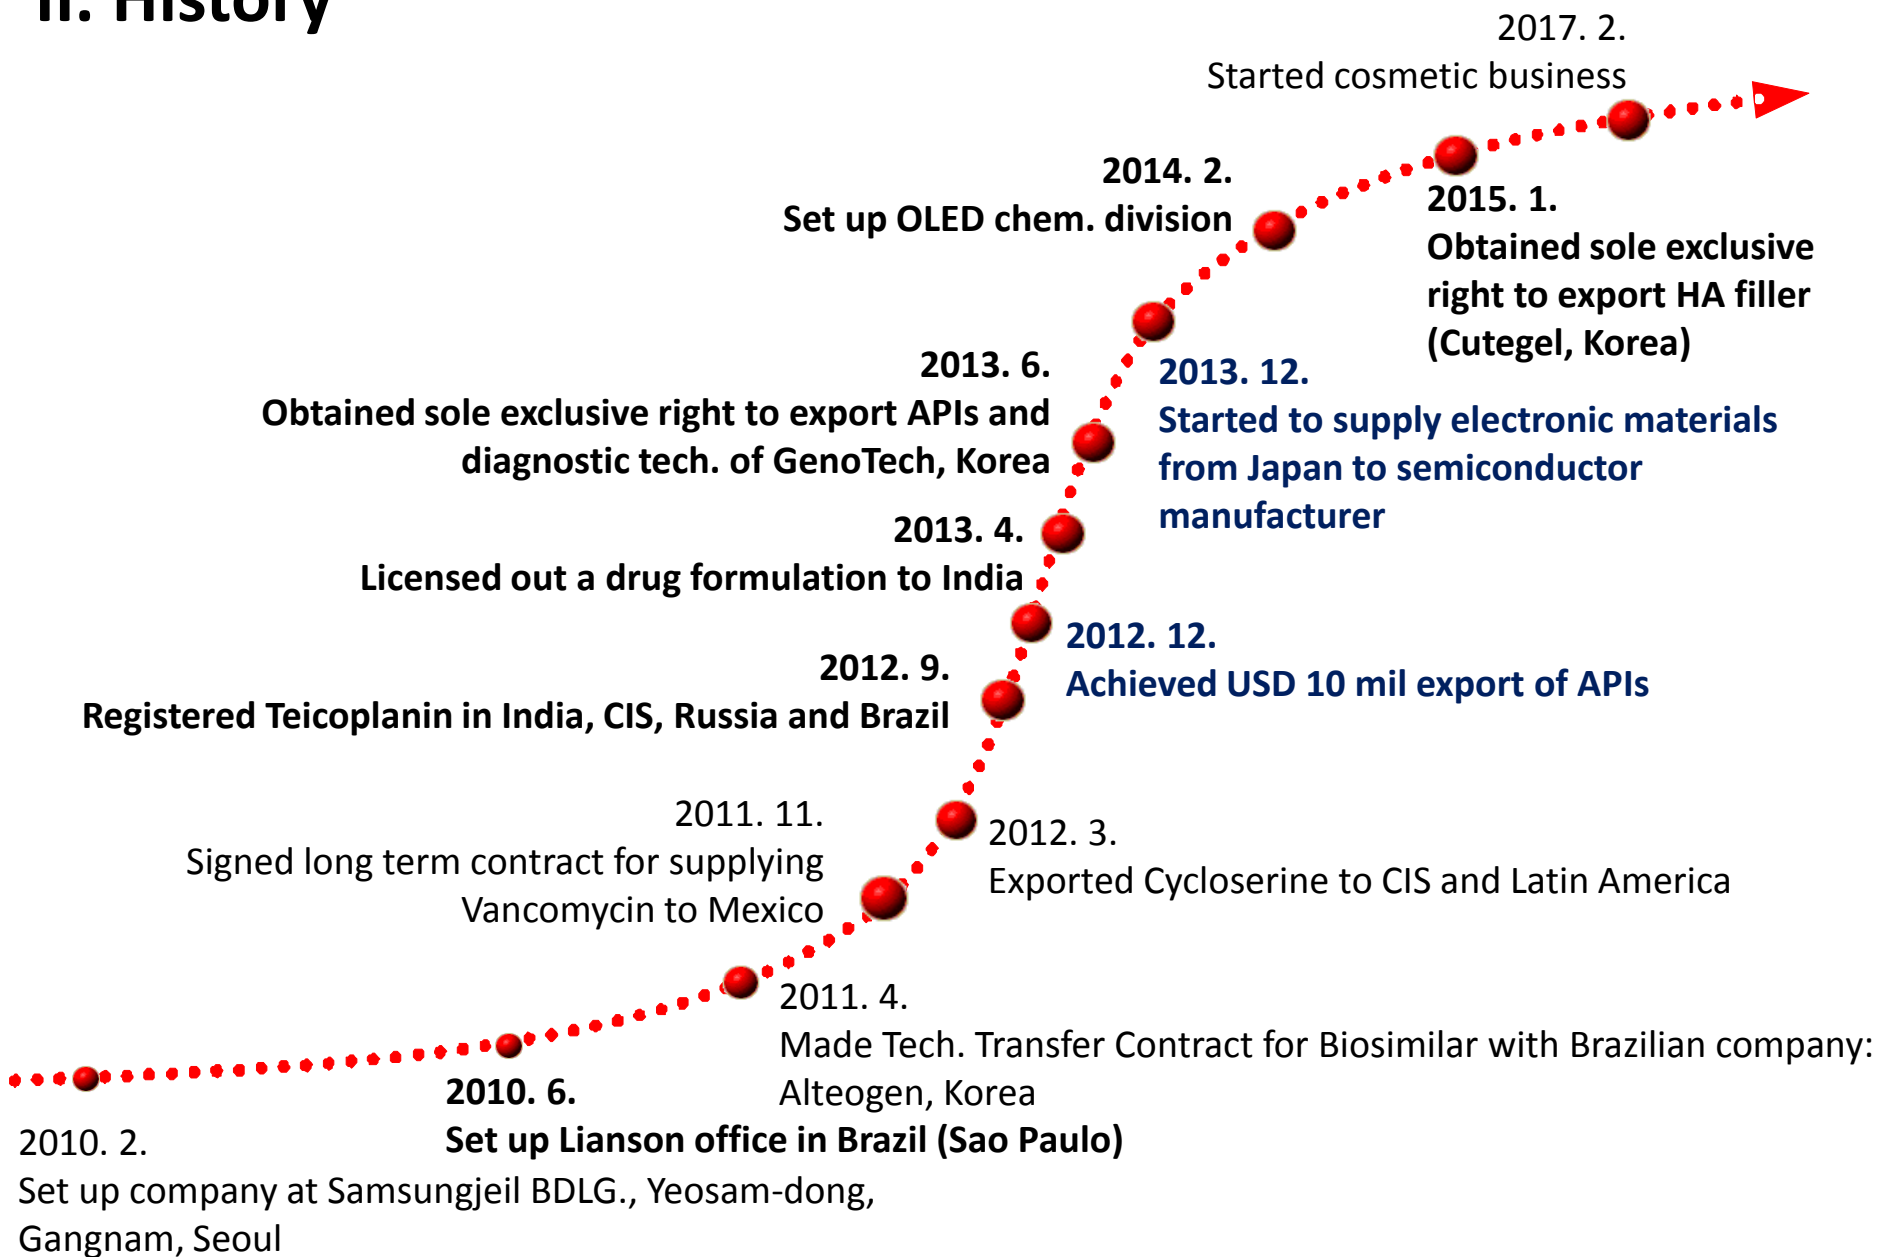 II. History
2017. 2.
Started cosmetic business
2014. 2.
Set up OLED chem. division
2015. 1.
Obtained sole exclusive
right to export HA filler
(Cutegel, Korea)
2013. 6.
Obtained sole exclusive right to export APIs and
diagnostic tech. of GenoTech, Korea
2013. 12.
Started to supply electronic materials
from Japan to semiconductor
manufacturer
2013. 4.
Licensed out a drug formulation to India
2012. 12.
Achieved USD 10 mil export of APIs
2012. 9.
Registered Teicoplanin in India, CIS, Russia and Brazil
2011. 11.
Signed long term contract for supplying
Vancomycin to Mexico
2012. 3.
Exported Cycloserine to CIS and Latin America
2011. 4.
Made Tech. Transfer Contract for Biosimilar with Brazilian company:
Alteogen, Korea
2010. 6.
Set up Lianson office in Brazil (Sao Paulo)
2010. 2.
Set up company at Samsungjeil BDLG., Yeosam-dong,
Gangnam, Seoul